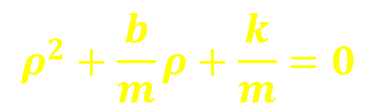 ρ² + b/m ρ + k/m = 0